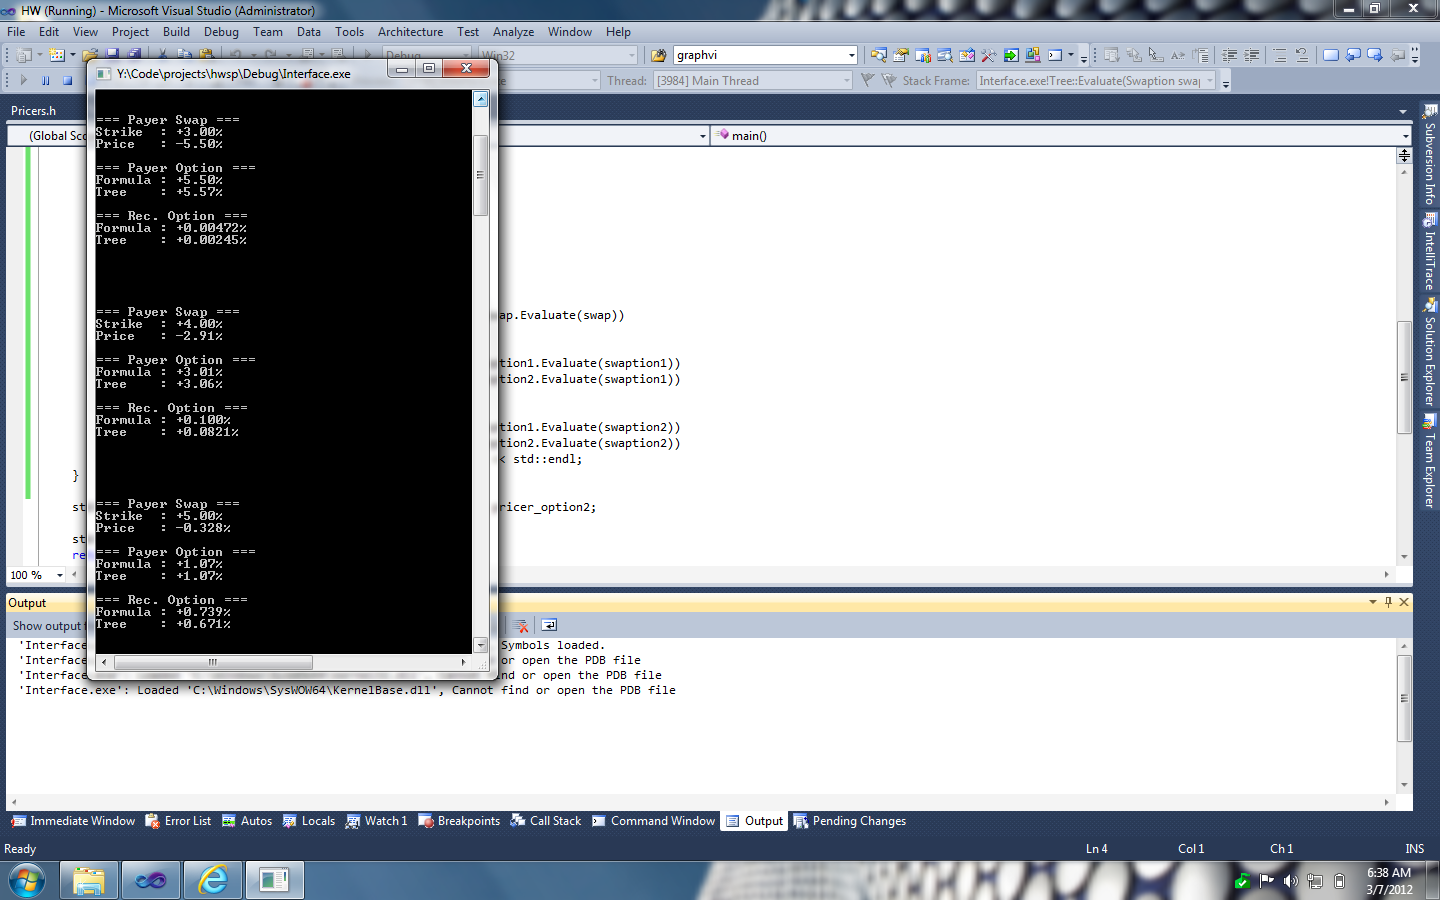 HW (Running) - Microsoft Visual Studio (Administrator)
File Edit View Project Build Debug Team Data Tools Architecture Test Analyze Window Help
Debug Win32 graphvi
Thread: [3984] Main Thread Stack Frame: Interface.exe!Tree::Evaluate(Swaption swap
Pricers.h
(Global Sco main()
Y:\Code\projects\hwsp\Debug\Interface.exe
=== Payer Swap ===
Strike : +3.00%
Price : -5.50%
=== Payer Option ===
Formula : +5.50%
Tree : +5.57%
=== Rec. Option ===
Formula : +0.00472%
Tree : +0.00245%
=== Payer Swap ===
Strike : +4.00%
Price : -2.91%
=== Payer Option ===
Formula : +3.01%
Tree : +3.06%
=== Rec. Option ===
Formula : +0.100%
Tree : +0.0821%
=== Payer Swap ===
Strike : +5.00%
Price : -0.328%
=== Payer Option ===
Formula : +1.07%
Tree : +1.07%
=== Rec. Option ===
Formula : +0.739%
Tree : +0.671%
ap.Evaluate(swap))
tion1.Evaluate(swaption1))
tion2.Evaluate(swaption1))
tion1.Evaluate(swaption2))
tion2.Evaluate(swaption2))
< std::endl;
}
st ricer_option2;
st
re
100 %
Output
Show output f
'Interface Symbols loaded.
'Interface or open the PDB file
'Interface nd or open the PDB file
'Interface.exe': Loaded 'C:\Windows\SysWOW64\KernelBase.dll', Cannot find or open the PDB file
Immediate Window Error List Autos Locals Watch 1 Breakpoints Call Stack Command Window Output Pending Changes
Ready Ln 4 Col 1 Ch 1 INS
Subversion Info
IntelliTrace
Solution Explorer
Team Explorer
6:38 AM
3/7/2012